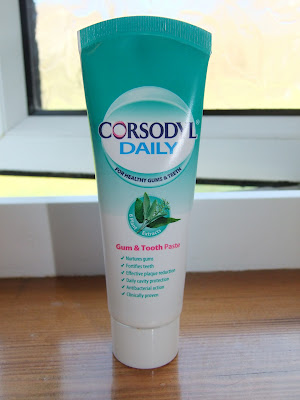 CORSODYL®
DAILY
FOR HEALTHY GUMS & TEETH
Extracts
Gum & Tooth Paste
✓ Nurtures gums
✓ Fortifies teeth
✓ Effective plaque reduction
✓ Daily cavity protection
✓ Antibacterial action
✓ Clinically proven